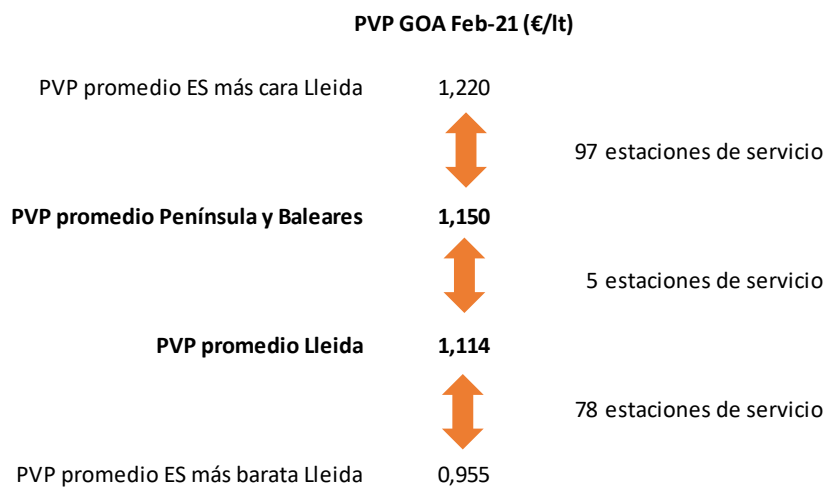 PVP GOA Feb-21 (€/lt)
PVP promedio ES más cara Lleida 1,220
97 estaciones de servicio
PVP promedio Península y Baleares 1,150
5 estaciones de servicio
PVP promedio Lleida 1,114
78 estaciones de servicio
PVP promedio ES más barata Lleida 0,955